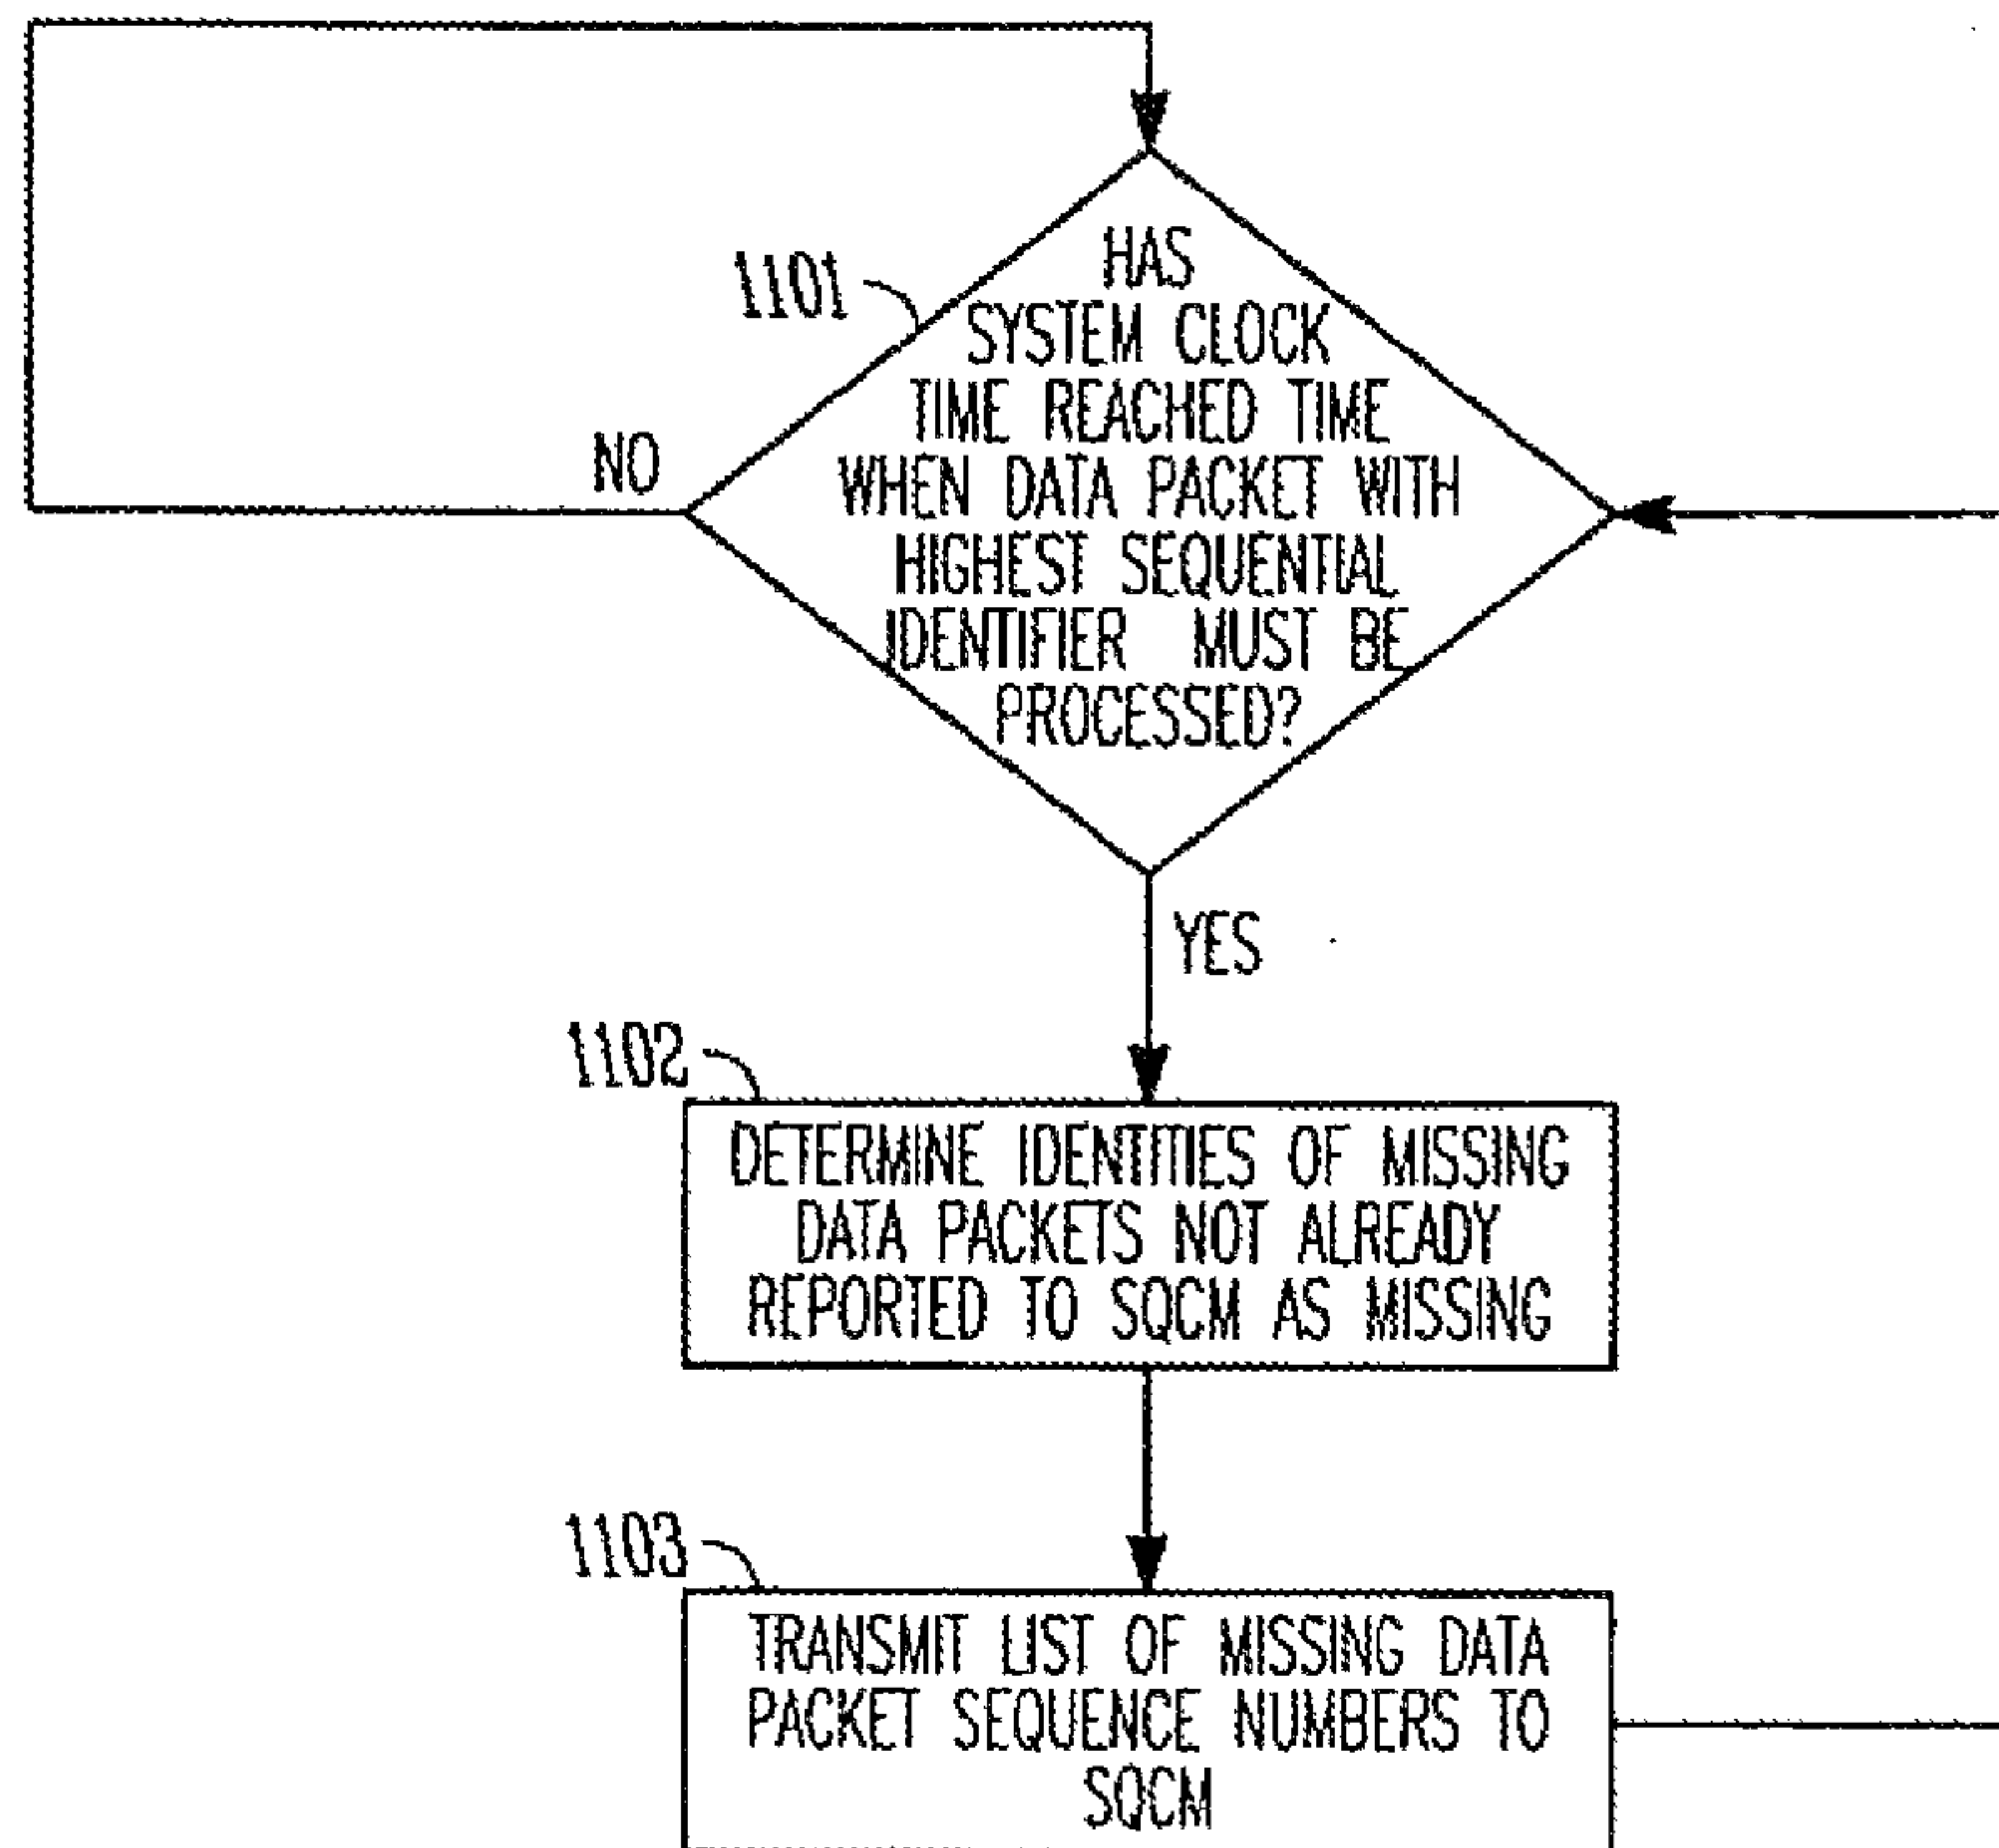 1101
HAS
SYSTEM CLOCK
TIME REACHED TIME
WHEN DATA PACKET WITH
HIGHEST SEQUENTIAL
IDENTIFIER MUST BE
PROCESSED?
NO
YES
1102
DETERMINE IDENTITIES OF MISSING
DATA PACKETS NOT ALREADY
REPORTED TO SQCM AS MISSING
1103
TRANSMIT LIST OF MISSING DATA
PACKET SEQUENCE NUMBERS TO
SQCM